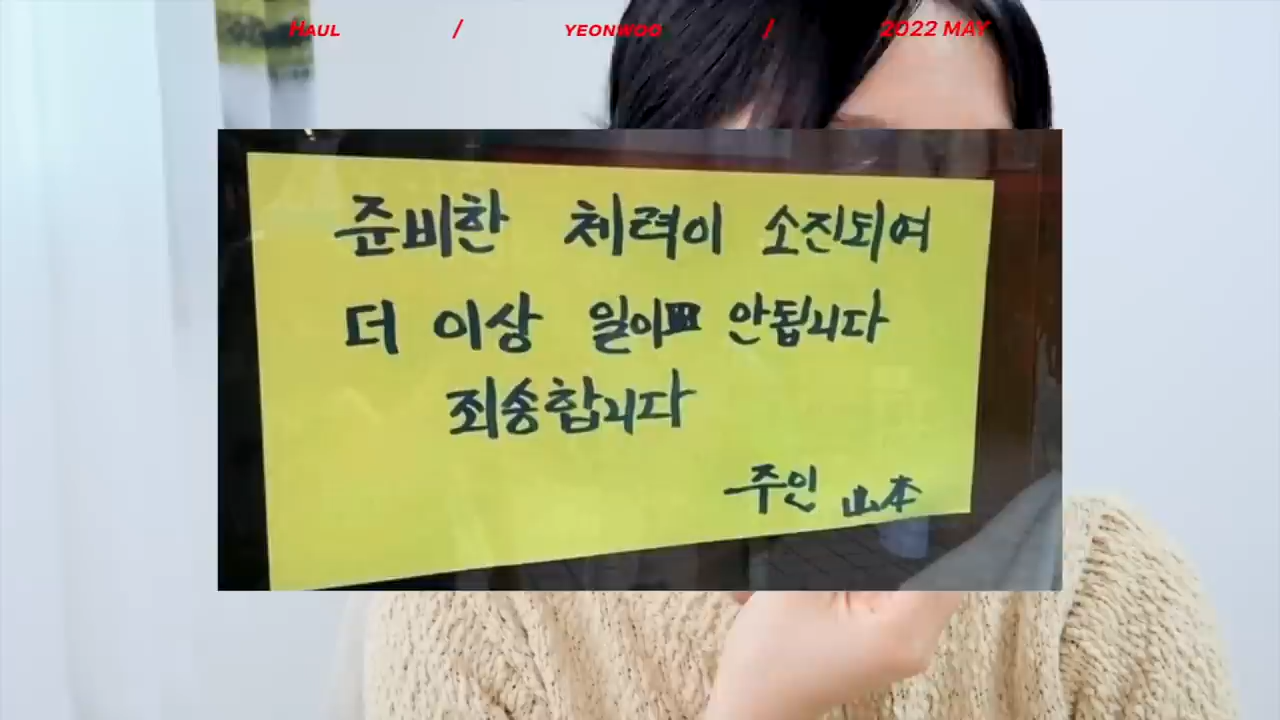 HAUL / YEONWOO / 2022 MAY
준비한 체력이 소진되여
더 이상 일이 안됩니다
죄송합니다
주인 山本